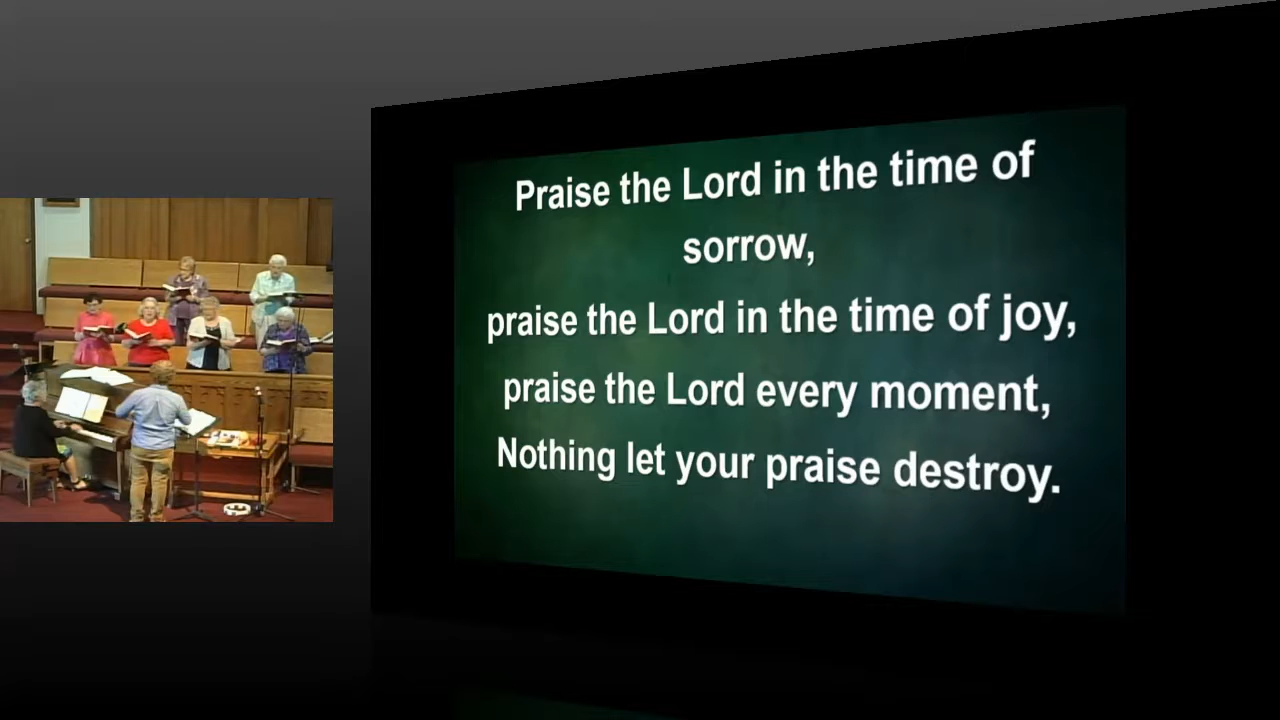 Praise the Lord in the time of
sorrow,
praise the Lord in the time of joy,
praise the Lord every moment,
Nothing let your praise destroy.